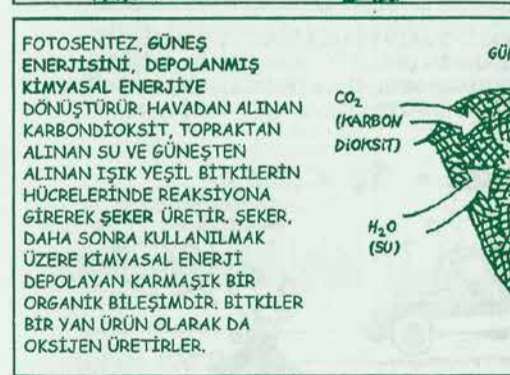 FOTOSENTEZ, GÜNEŞ
ENERJİSİNİ, DEPOLANMIŞ
KİMYASAL ENERJİYE
DÖNÜŞTÜRÜR. HAVADAN ALINAN
KARBONDİOKSİT, TOPRAKTAN
ALINAN SU VE GÜNEŞTEN
ALINAN IŞIK YEŞİL BİTKİLERİN
HÜCRELERİNDE REAKSİYONA
GİREREK ŞEKER ÜRETİR. ŞEKER,
DAHA SONRA KULLANILMAK
ÜZERE KİMYASAL ENERJİ
DEPOLAYAN KARMAŞIK BİR
ORGANİK BİLEŞİMDİR. BİTKİLER
BİR YAN ÜRÜN OLARAK DA
OKSİJEN ÜRETİRLER.
CO₂
(KARBON
DİOKSİT)
H₂O
(SU)